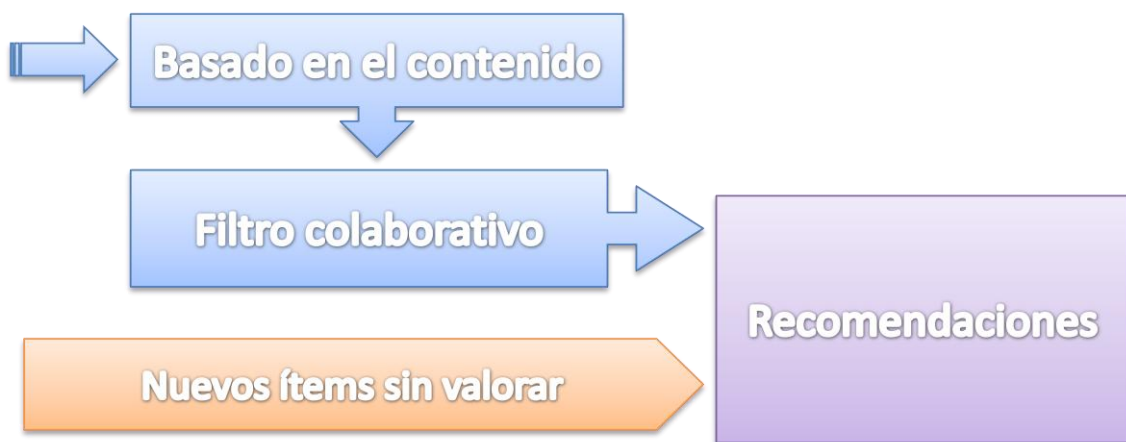 Basado en el contenido
Filtro colaborativo
Recomendaciones
Nuevos ítems sin valorar